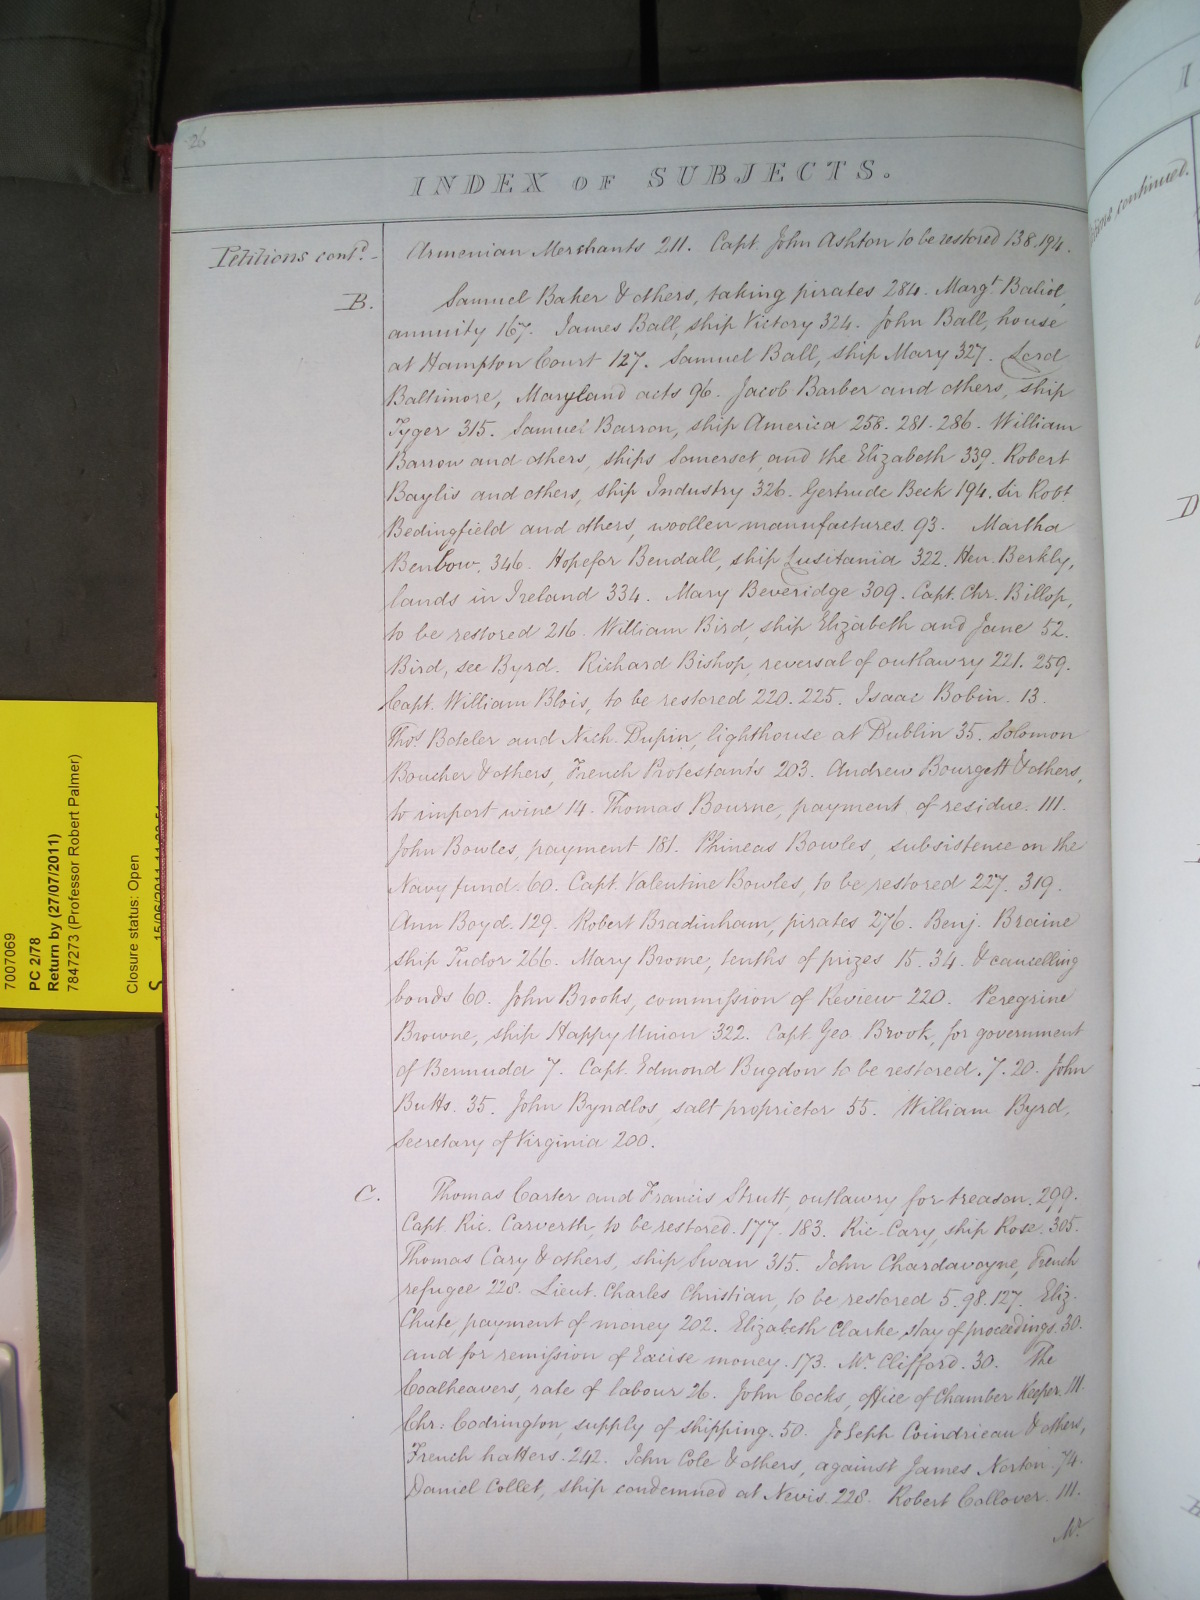 26
INDEX OF SUBJECTS.
Petitions contd. -
Armenian Merchants 211. Capt. John Ashton to be restored 138.194.
B.
Samuel Baker & others, taking pirates 284. Margt. Baliol,
annuity 167. James Ball, ship Victory 324. John Ball, house
at Hampton Court 127. Samuel Ball, ship Mary 327. Lord
Baltimore, Maryland acts 96. Jacob Barber and others, ship
Tyger 315. Samuel Barron, ship America 258. 281. 286. William
Barrow and others, ships Somerset, and the Elizabeth 339. Robert
Baylis and others, ship Industry 326. Gertrude Beck 194. Sir Robt.
Bedingfield and others, woollen manufactures. 93. Martha
Benbow. 346. Hopefor Bendall, ship Lusitania 322. Hen. Berkly,
lands in Ireland 334. Mary Beveridge 309. Capt. Chr. Billop,
to be restored 216. William Bird, ship Elizabeth and Jane 52.
Bird, see Byrd. Richard Bishop, reversal of outlawry 221. 259.
Capt. William Blois, to be restored 220. 225. Isaac Bobin. 13.
Thos. Boteler and Nich. Dupin, lighthouse at Dublin 35. Solomon
Boucher & others, French Protestants 203. Andrew Bourgett & others,
to import wine 14. Thomas Bourne, payment of residue. 111.
John Bowles, payment 181. Phineas Bowles, subsistence on the
Navy fund. 60. Capt. Valentine Bowles, to be restored 227. 319.
Ann Boyd. 129. Robert Bradinham, pirates 276. Benj. Braine
ship Tudor 266. Mary Brome, tenths of prizes 15. 34. & cancelling
bonds 60. John Brooks, commission of Review 220. Peregrine
Browne, ship Happy Union 322. Capt. Geo. Brook, for government
of Bermuda 7. Capt. Edmond Bugdon to be restored. 7. 20. John
Butts. 35. John Byndlos, salt proprietor 55. William Byrd,
Secretary of Virginia 200.
C.
Thomas Carter and Francis Strutt, outlawry for treason. 299.
Capt. Ric. Carverth, to be restored. 177. 183. Ric. Cary, ship Rose. 305.
Thomas Cary & others, ship Swan 315. John Chardavoyne, French
refugee 228. Lieut. Charles Christian, to be restored 5. 98. 127. Eliz.
Chute payment of money 202. Elizabeth Clarke stay of proceedings. 30.
and for remission of Excise money. 173. Mr. Clifford. 30. The
Coalheavers, rate of labour 26. John Cocks, office of Chamber Keeper. 111.
Chr: Codrington, supply of shipping. 50. Joseph Coindrieau & others,
French hatters. 242. John Cole & others, against James Norton. 74.
Daniel Collet, ship condemned at Nevis. 228. Robert Collover. 111.
Mr.
7007069
PC 2/78
Return by (27/07/2011)
7847273 (Professor Robert Palmer)
Closure status: Open